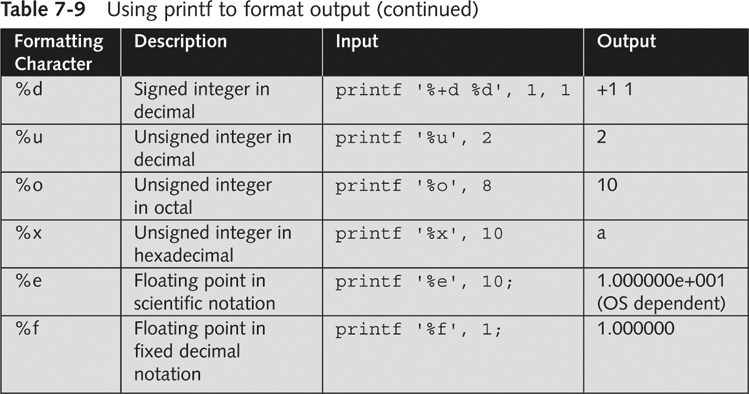 Table 7-9 Using printf to format output (continued)
Formatting Character Description Input Output
%d Signed integer in decimal printf '%+d %d', 1, 1 +1 1
%u Unsigned integer in decimal printf '%u', 2 2
%o Unsigned integer in octal printf '%o', 8 10
%x Unsigned integer in hexadecimal printf '%x', 10 a
%e Floating point in scientific notation printf '%e', 10; 1.000000e+001 (OS dependent)
%f Floating point in fixed decimal notation printf '%f', 1; 1.000000